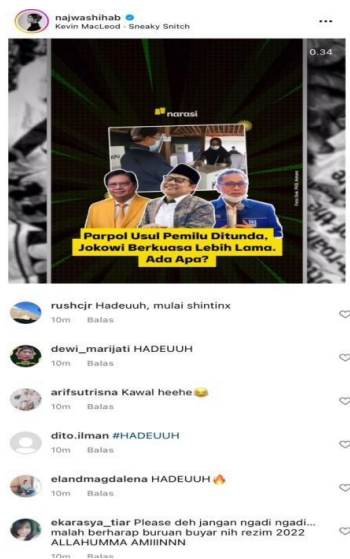 najwashihab
Kevin MacLeod · Sneaky Snitch
0.34
narasi
Parpol Usul Pemilu Ditunda,
Jokowi Berkuasa Lebih Lama.
Ada Apa?
rushcjr Hadeuuh, mulai shintinx
10m Balas
dewi_marijati HADEUUH
10m Balas
arifsutrisna Kawal heehe😂
10m Balas
dito.ilman #HADEUUH
10m Balas
elandmagdalena HADEUUH🔥
10m Balas
ekarasya_tiar Please deh jangan ngadi ngadi...
malah berharap buruan buyar nih rezim 2022
ALLAHUMMA AMIIINNN
10m Balas